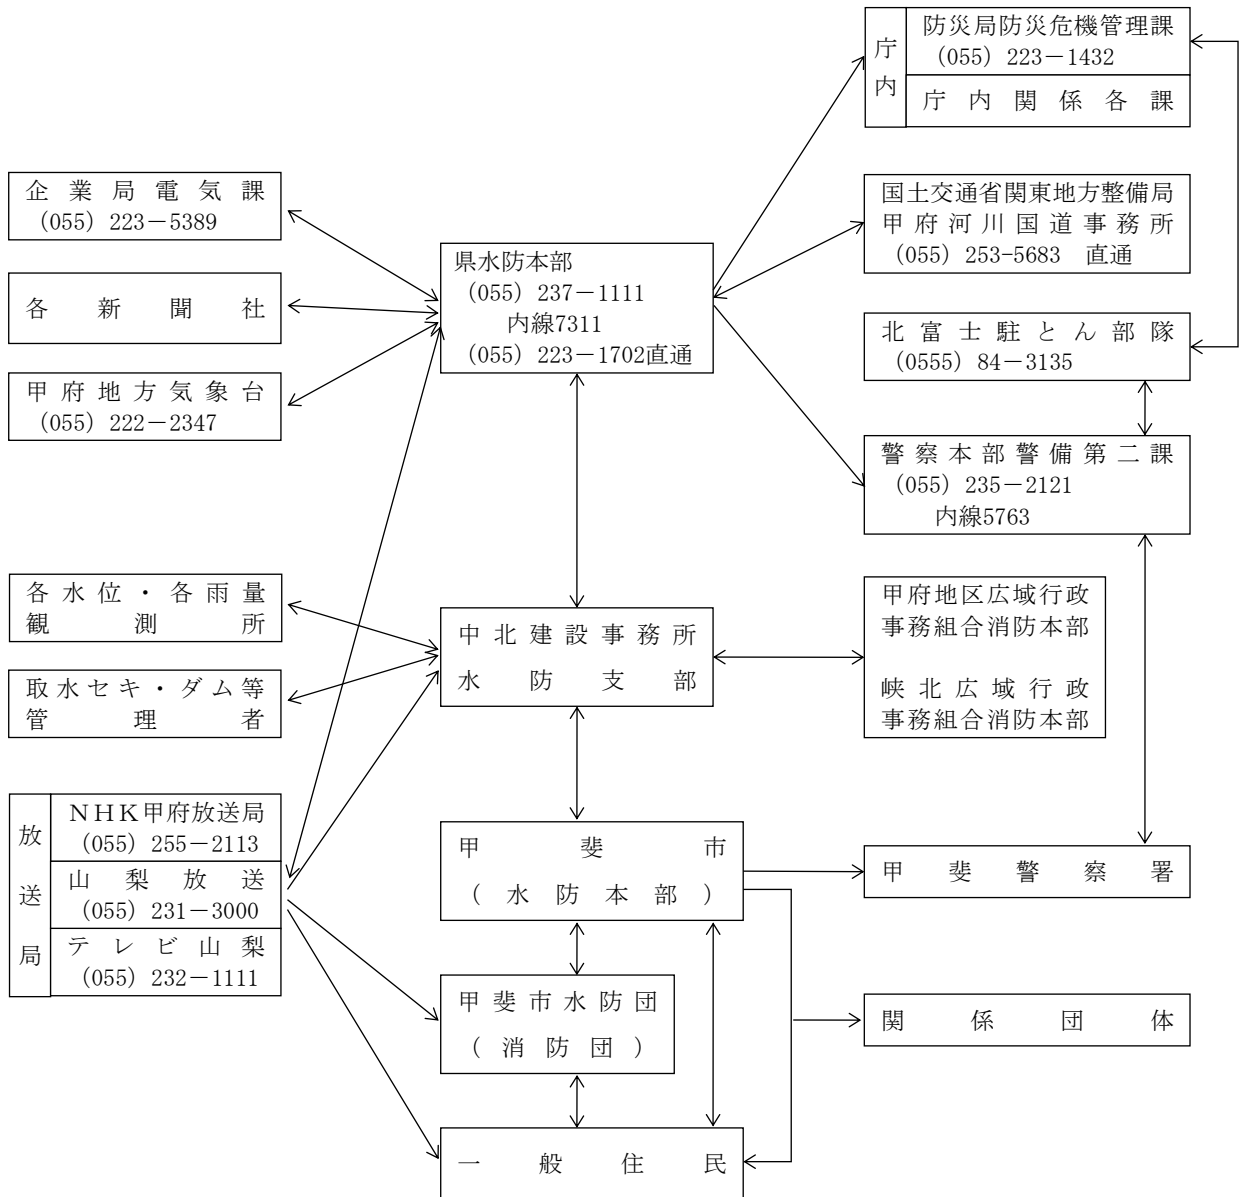 庁内
防災局防災危機管理課
(055) 223-1432
庁内関係各課
企業局電気課
(055) 223-5389
各新聞社
甲府地方気象台
(055) 222-2347
県水防本部
(055) 237-1111
内線7311
(055) 223-1702直通
国土交通省関東地方整備局
甲府河川国道事務所
(055) 253-5683 直通
北富士駐とん部隊
(0555) 84-3135
警察本部警備第二課
(055) 235-2121
内線5763
各水位・各雨量
観測所
取水セキ・ダム等
管理者
中北建設事務所
水防支部
甲府地区広域行政
事務組合消防本部
峡北広域行政
事務組合消防本部
放送局
NHK甲府放送局
(055) 255-2113
山梨放送
(055) 231-3000
テレビ山梨
(055) 232-1111
甲斐市
(水防本部)
甲斐警察署
甲斐市水防団
(消防団)
関係団体
一般住民